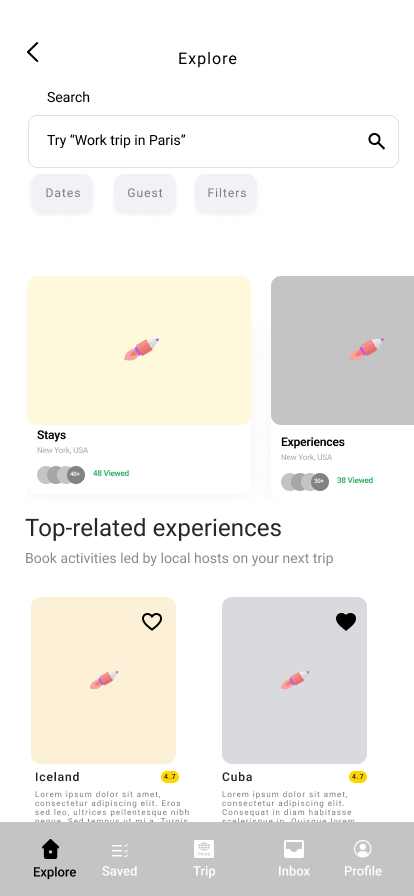 Explore
Search
Try “Work trip in Paris”
Dates Guest Filters
Stays
New York, USA
40+ 48 Viewed
Experiences
New York, USA
30+ 38 Viewed
Top-related experiences
Book activities led by local hosts on your next trip
Iceland 4.7
Lorem ipsum dolor sit amet,
consectetur adipiscing elit. Eros
sed leo, ultrices pellentesque nibh
neque. Sed tempus ut mi a. Turpis
Cuba 4.7
Lorem ipsum dolor sit amet,
consectetur adipiscing elit.
Consequat in diam habitasse
scelerisque in. Quisque lorem
Explore Saved Trip Inbox Profile